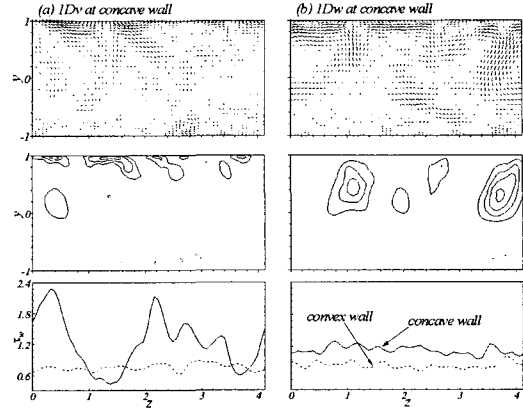 (a) 1Dv at concave wall
(b) 1Dw at concave wall
1
y
0
-1
1
y
0
-1
2.4
1.8
τw
1.2
0.6
convex wall
concave wall
0 1 2 3 4
z
0 1 2 3 4
z